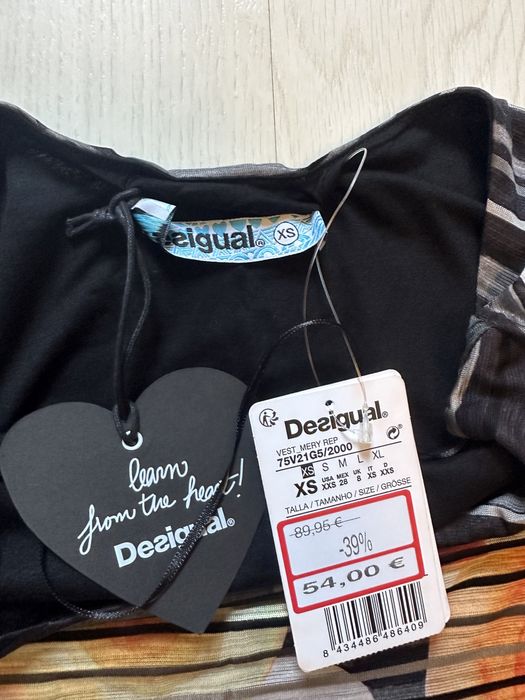 esigual®
XS
learn
from the heart!
Desigual®
Desigual®
VEST_MERY REP
75V21G5/2000
XS S M L XL
XS USA MEX UK IT D
XXS 28 8 XS XXS
TALLA / TAMANHO / SIZE / GRÖSSE
89,95 €
-39%
54,00 €
8 434486 486409